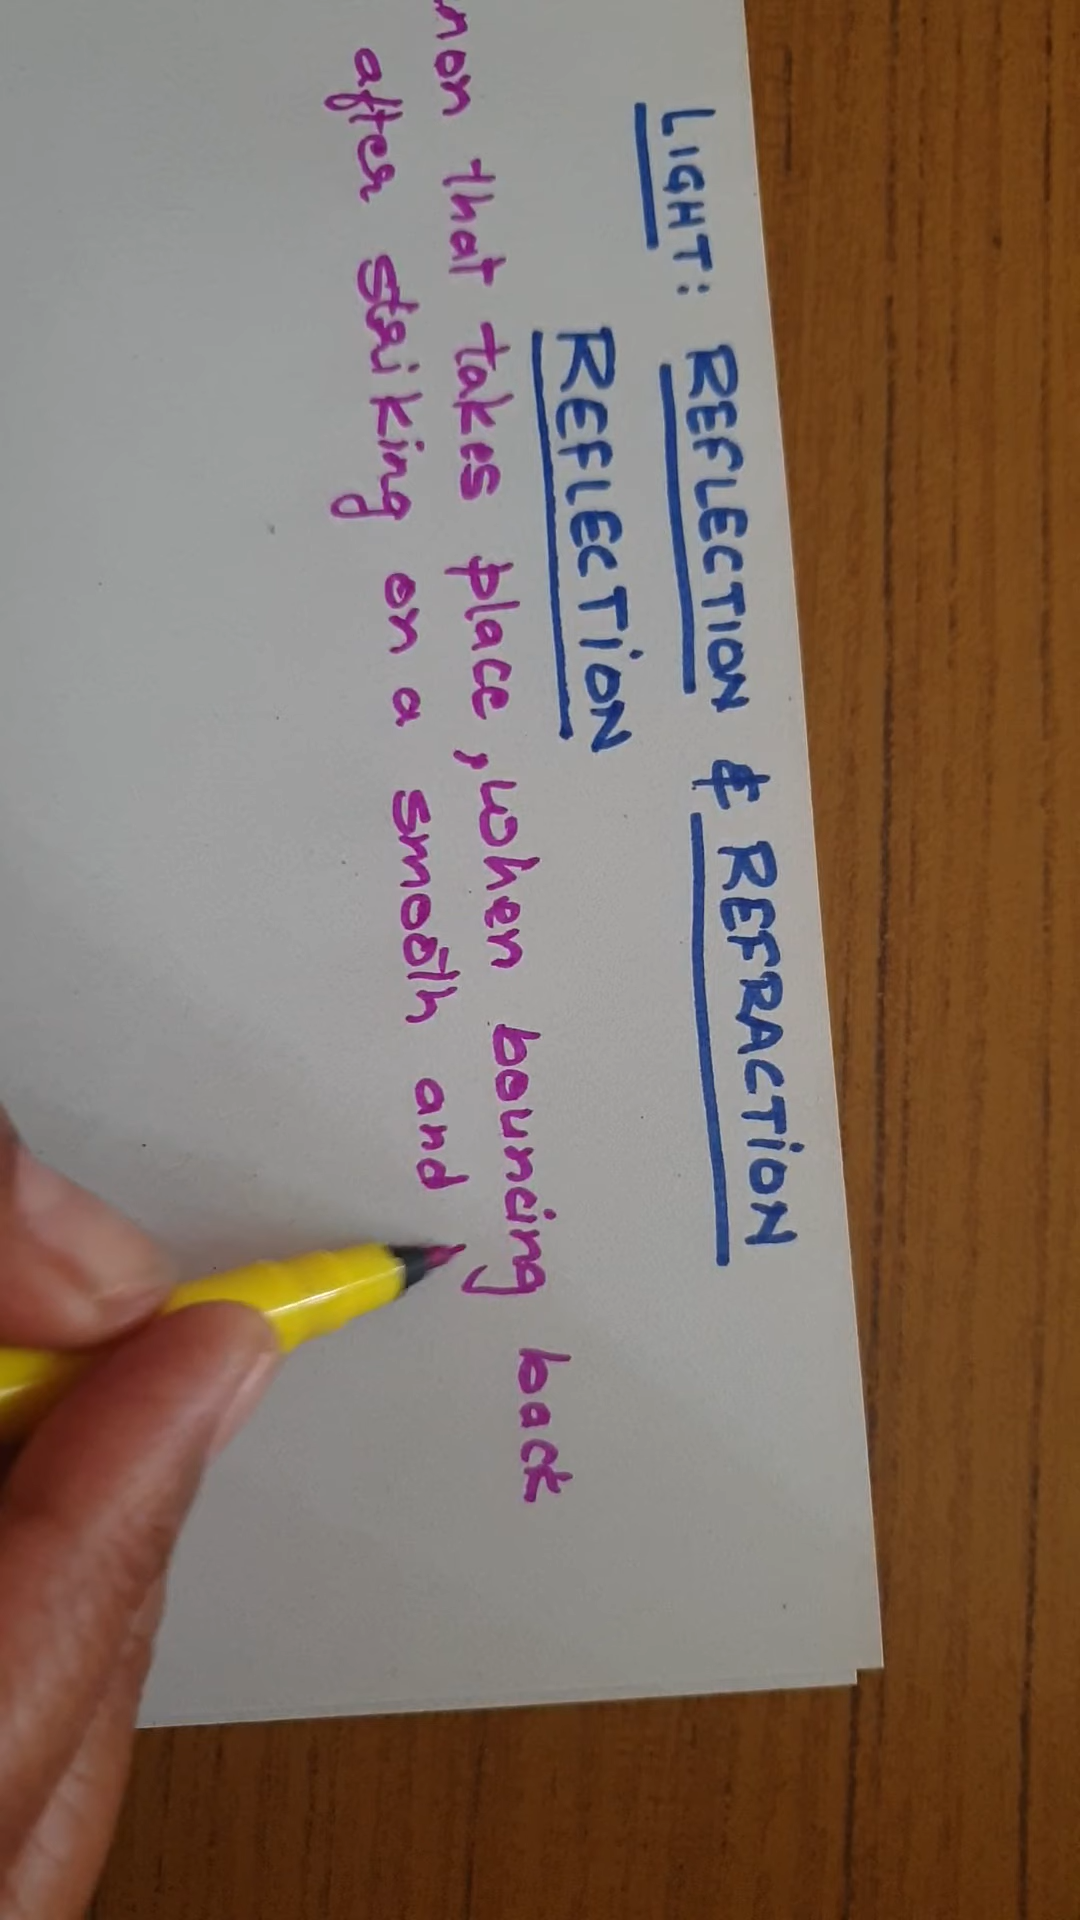 LIGHT: REFLECTION & REFRACTION
REFLECTION
non that takes place, when bouncing back
after striking on a smooth and